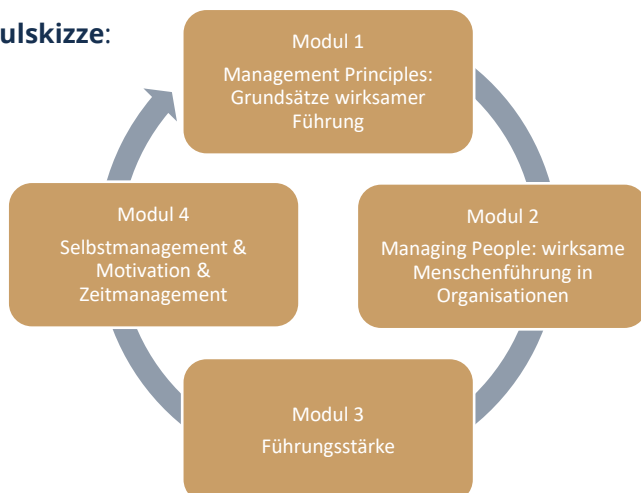 ulskizze:
Modul 1
Management Principles:
Grundsätze wirksamer
Führung
Modul 4
Selbstmanagement &
Motivation &
Zeitmanagement
Modul 2
Managing People: wirksame
Menschenführung in
Organisationen
Modul 3
Führungsstärke